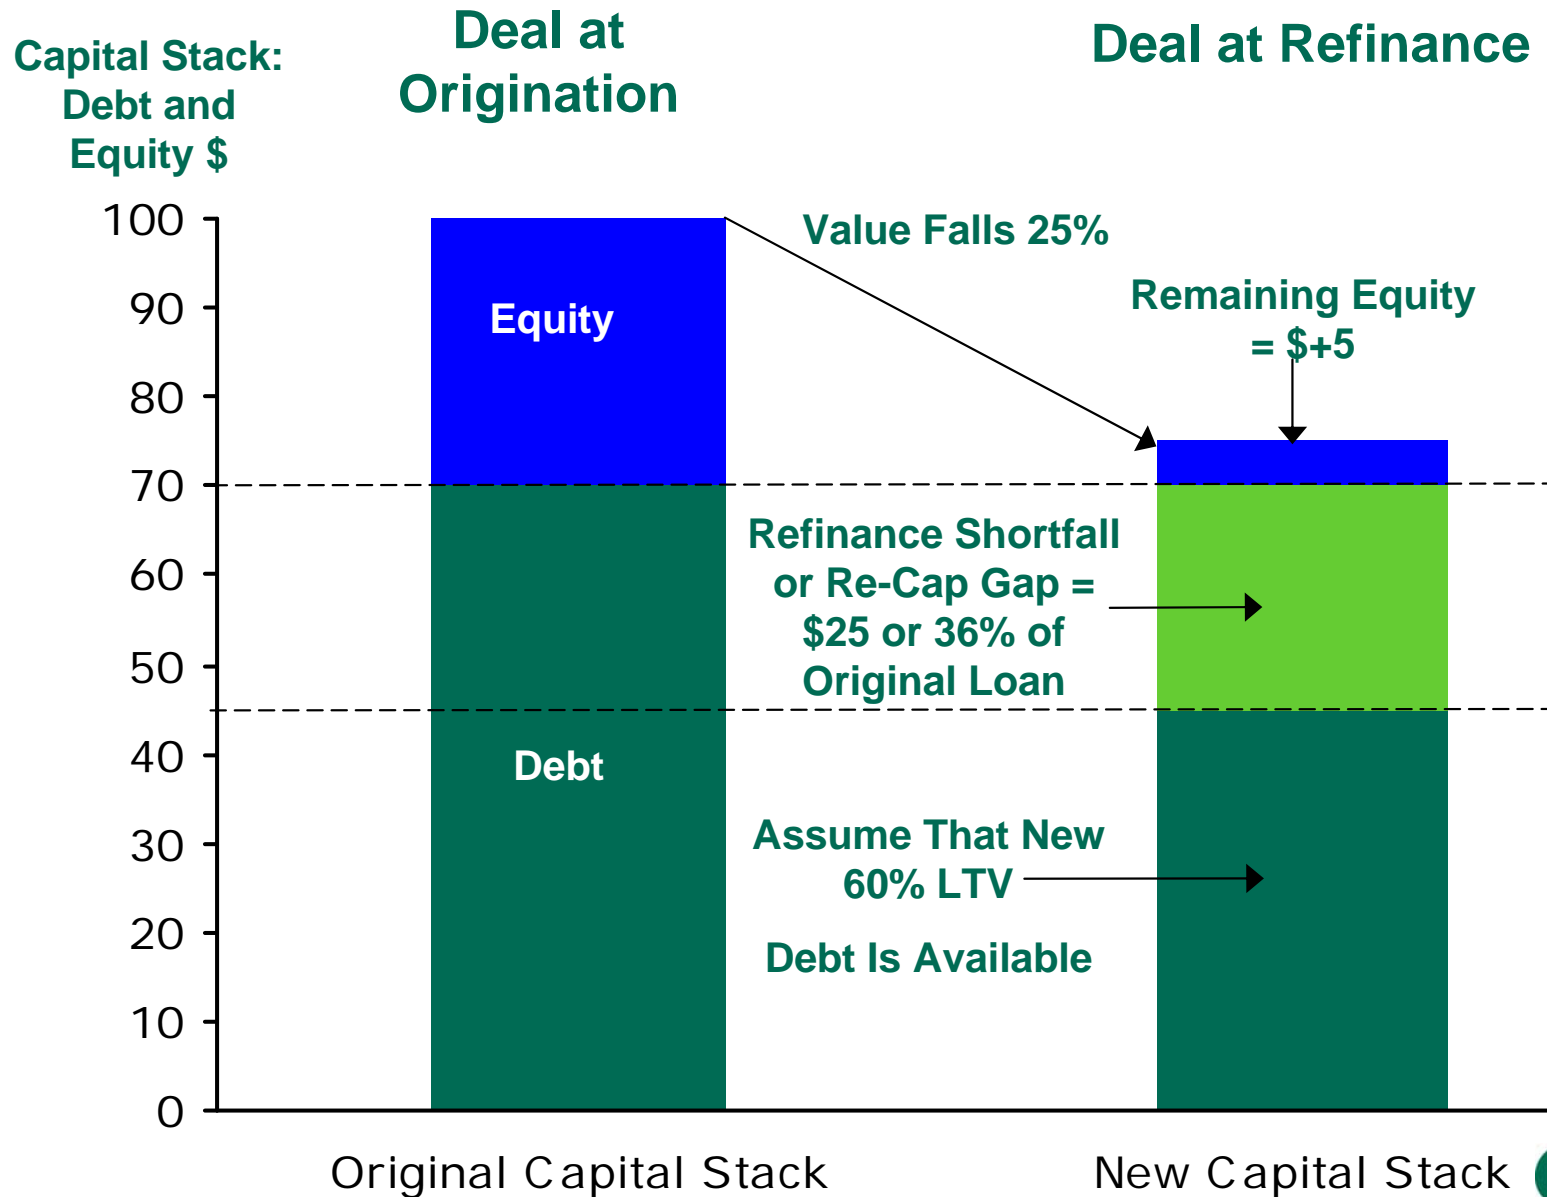 Capital Stack:
Debt and
Equity $
Deal at
Origination
Deal at Refinance
100
90
80
70
60
50
40
30
20
10
0
Equity
Debt
Value Falls 25%
Remaining Equity
= $+5
Refinance Shortfall
or Re-Cap Gap =
$25 or 36% of
Original Loan
Assume That New
60% LTV
Debt Is Available
Original Capital Stack
New Capital Stack